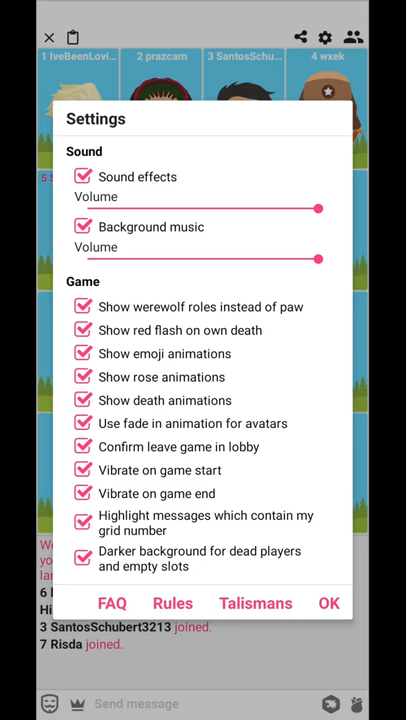 1 IveBeenLovi...
2 prazcam
3 SantosSchu...
4 wxek
Settings
Sound
Sound effects
Volume
Background music
Volume
Game
Show werewolf roles instead of paw
Show red flash on own death
Show emoji animations
Show rose animations
Show death animations
Use fade in animation for avatars
Confirm leave game in lobby
Vibrate on game start
Vibrate on game end
Highlight messages which contain my
grid number
Darker background for dead players
and empty slots
FAQ Rules Talismans OK
3 SantosSchubert3213 joined.
7 Risda joined.
Send message